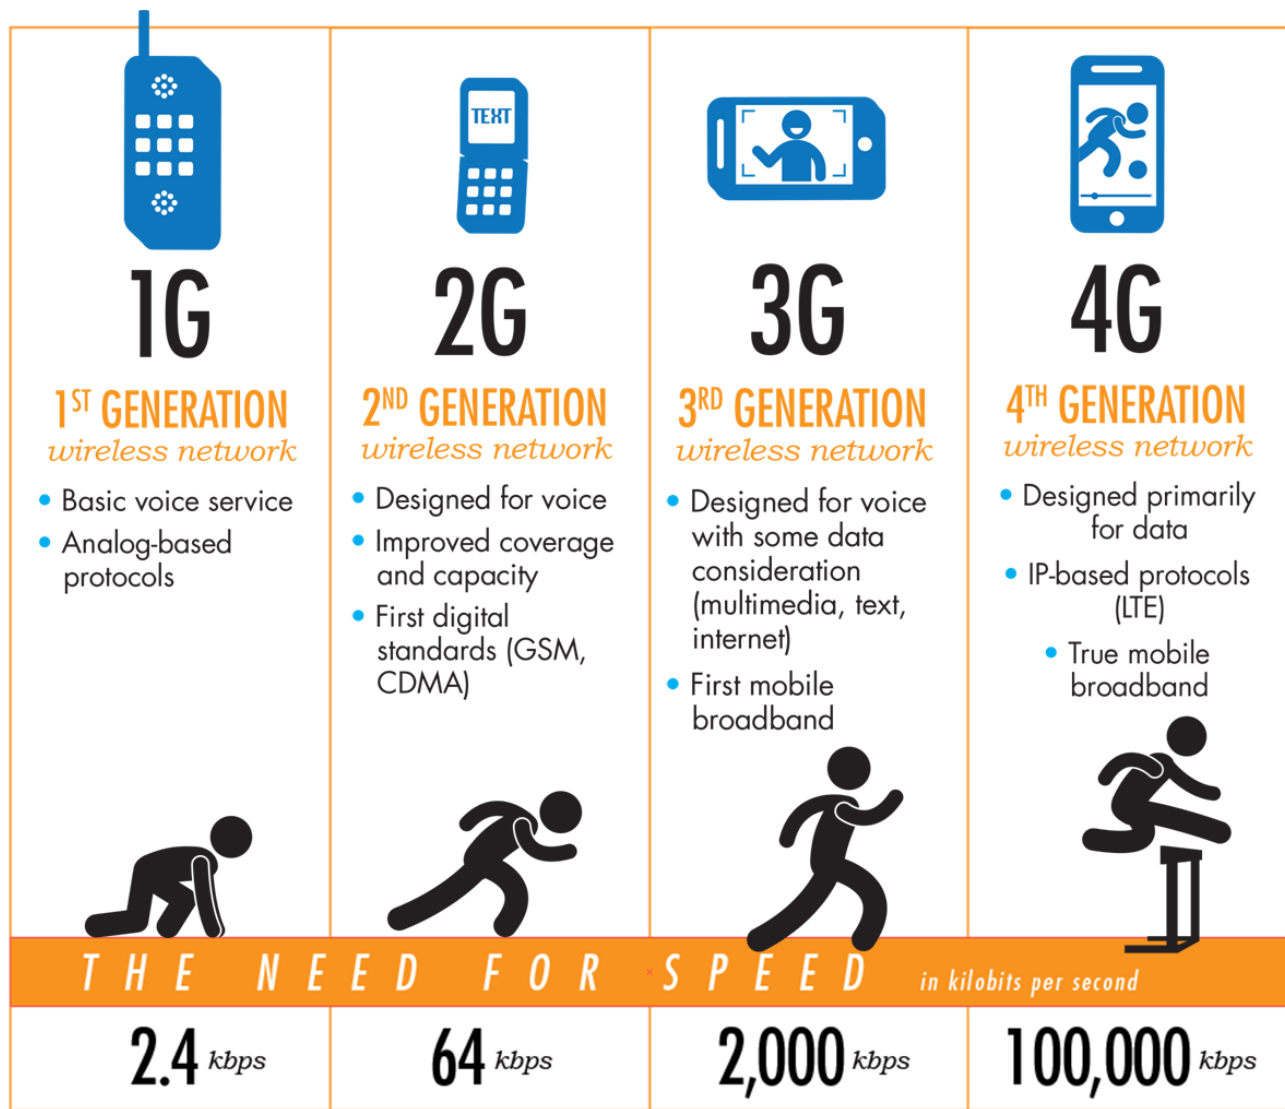 1G
1ST GENERATION
wireless network
• Basic voice service
• Analog-based
protocols
TEXT
2G
2ND GENERATION
wireless network
• Designed for voice
• Improved coverage
and capacity
• First digital
standards (GSM,
CDMA)
3G
3RD GENERATION
wireless network
• Designed for voice
with some data
consideration
(multimedia, text,
internet)
• First mobile
broadband
4G
4TH GENERATION
wireless network
• Designed primarily
for data
• IP-based protocols
(LTE)
• True mobile
broadband
THE NEED FOR SPEED in kilobits per second
2.4 kbps
64 kbps
2,000 kbps
100,000 kbps